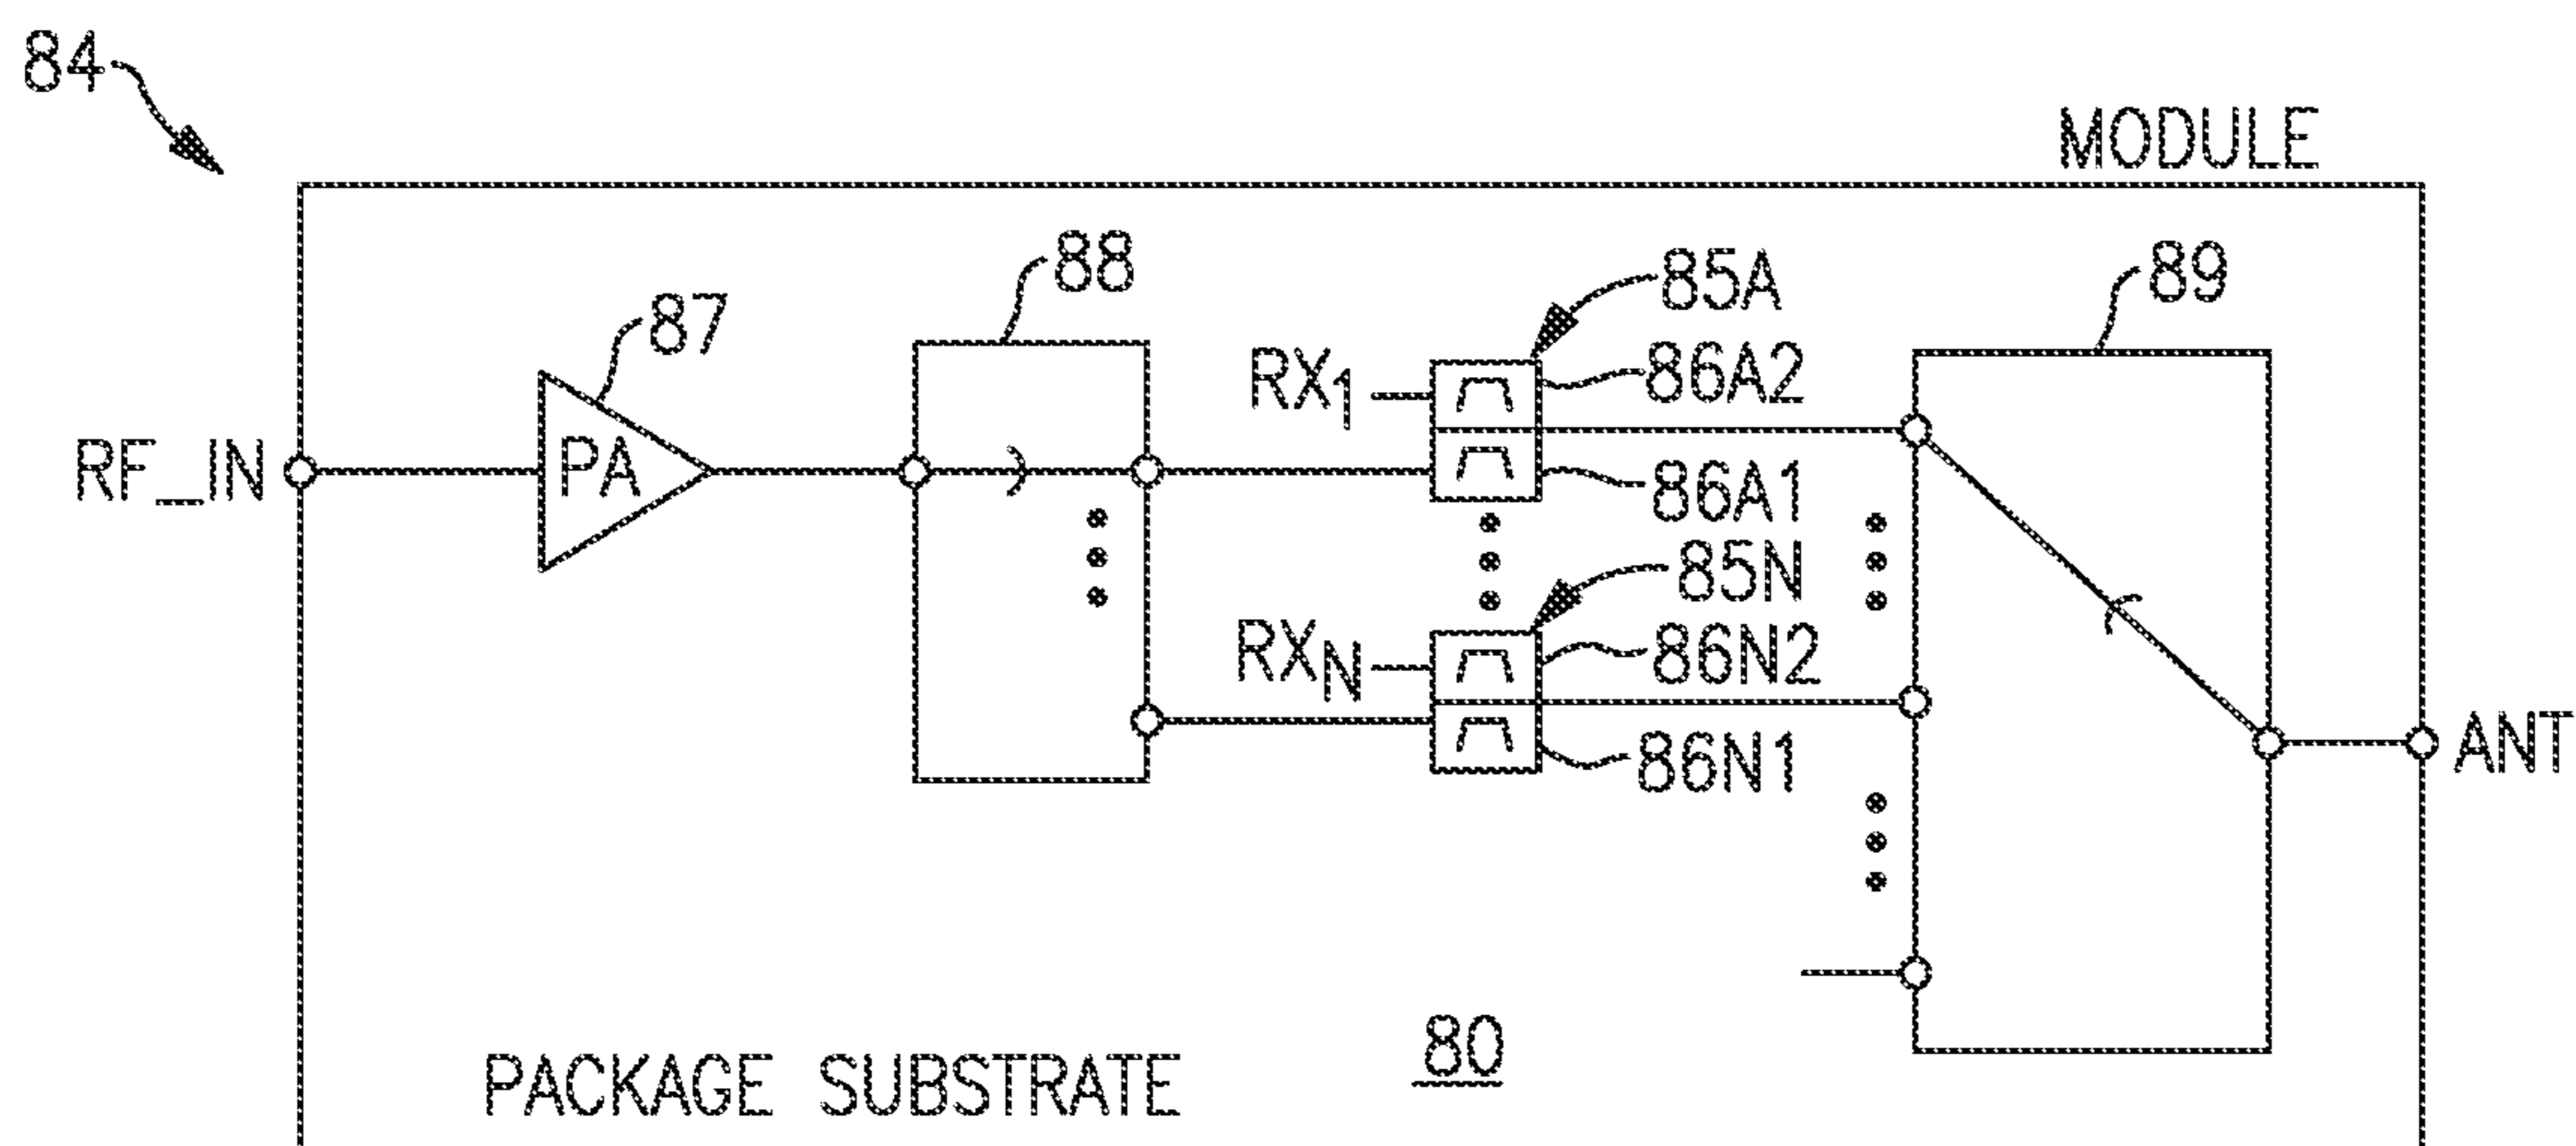 84
MODULE
88
85A
89
87
RX1
86A2
RF_IN
PA
86A1
85N
RXN
86N2
86N1
ANT
80
PACKAGE SUBSTRATE